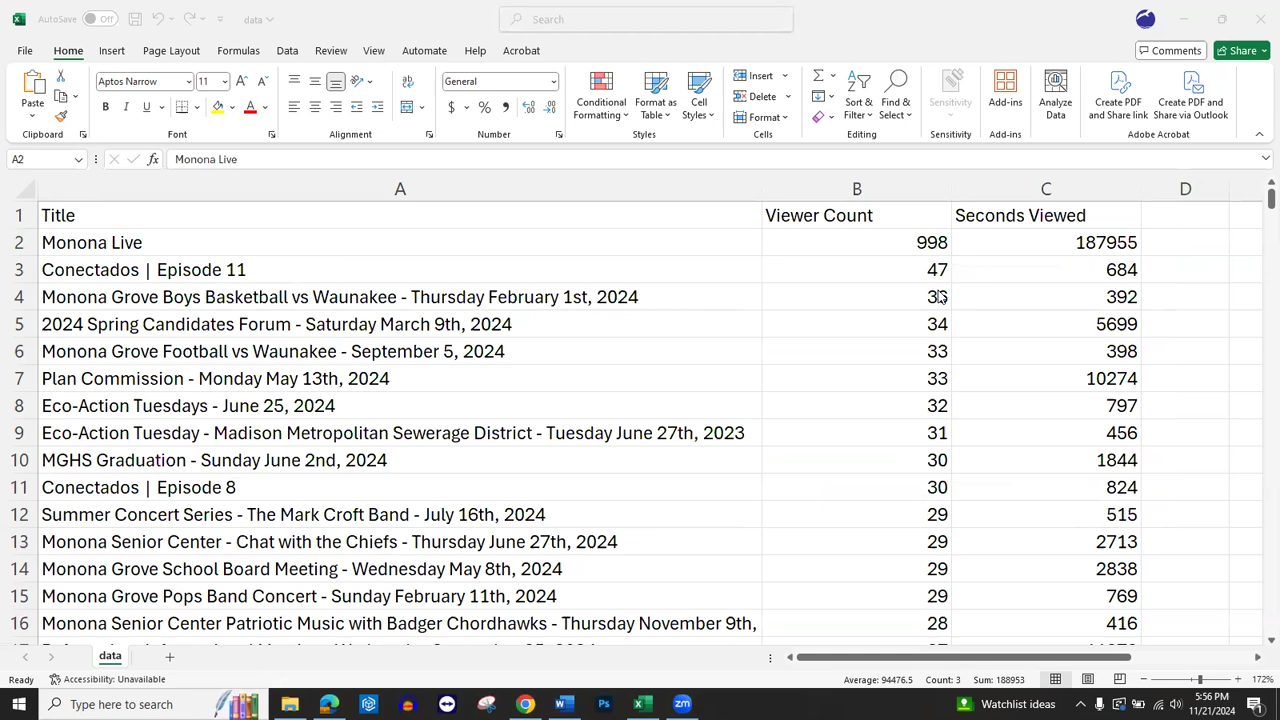 AutoSave Off data Search
File Home Insert Page Layout Formulas Data Review View Automate Help Acrobat Comments Share
Paste Aptos Narrow 11 General Conditional Formatting Format as Table Cell Styles Insert Delete Format Sort & Filter Find & Select Sensitivity Add-ins Analyze Data Create PDF and Share link Create PDF and Share via Outlook
Clipboard Font Alignment Number Styles Cells Editing Sensitivity Add-ins Adobe Acrobat
A2 fx Monona Live
A B C D
1 Title Viewer Count Seconds Viewed
2 Monona Live 998 187955
3 Conectados | Episode 11 47 684
4 Monona Grove Boys Basketball vs Waunakee - Thursday February 1st, 2024 392
5 2024 Spring Candidates Forum - Saturday March 9th, 2024 34 5699
6 Monona Grove Football vs Waunakee - September 5, 2024 33 398
7 Plan Commission - Monday May 13th, 2024 33 10274
8 Eco-Action Tuesdays - June 25, 2024 32 797
9 Eco-Action Tuesday - Madison Metropolitan Sewerage District - Tuesday June 27th, 2023 31 456
10 MGHS Graduation - Sunday June 2nd, 2024 30 1844
11 Conectados | Episode 8 30 824
12 Summer Concert Series - The Mark Croft Band - July 16th, 2024 29 515
13 Monona Senior Center - Chat with the Chiefs - Thursday June 27th, 2024 29 2713
14 Monona Grove School Board Meeting - Wednesday May 8th, 2024 29 2838
15 Monona Grove Pops Band Concert - Sunday February 11th, 2024 29 769
16 Monona Senior Center Patriotic Music with Badger Chordhawks - Thursday November 9th, 28 416
data
Ready Accessibility: Unavailable Average: 94476.5 Count: 3 Sum: 188953 172%
Type here to search Watchlist ideas 5:56 PM
11/21/2024